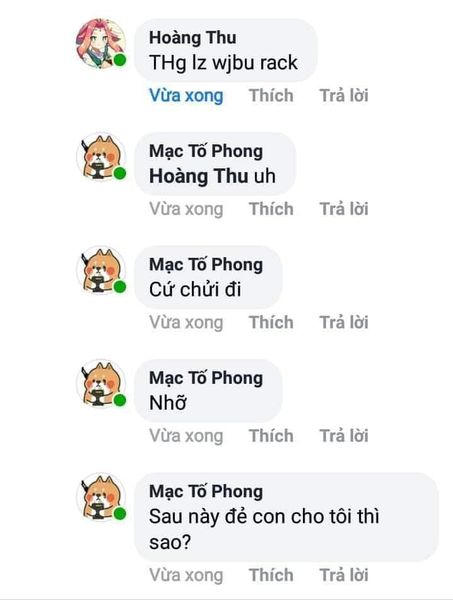 Hoàng Thu
THg lz wjbu rack
Vừa xong Thích Trả lời
Mạc Tố Phong
Hoàng Thu uh
Vừa xong Thích Trả lời
Mạc Tố Phong
Cứ chửi đi
Vừa xong Thích Trả lời
Mạc Tố Phong
Nhỡ
Vừa xong Thích Trả lời
Mạc Tố Phong
Sau này đẻ con cho tôi thì
sao?
Vừa xong Thích Trả lời